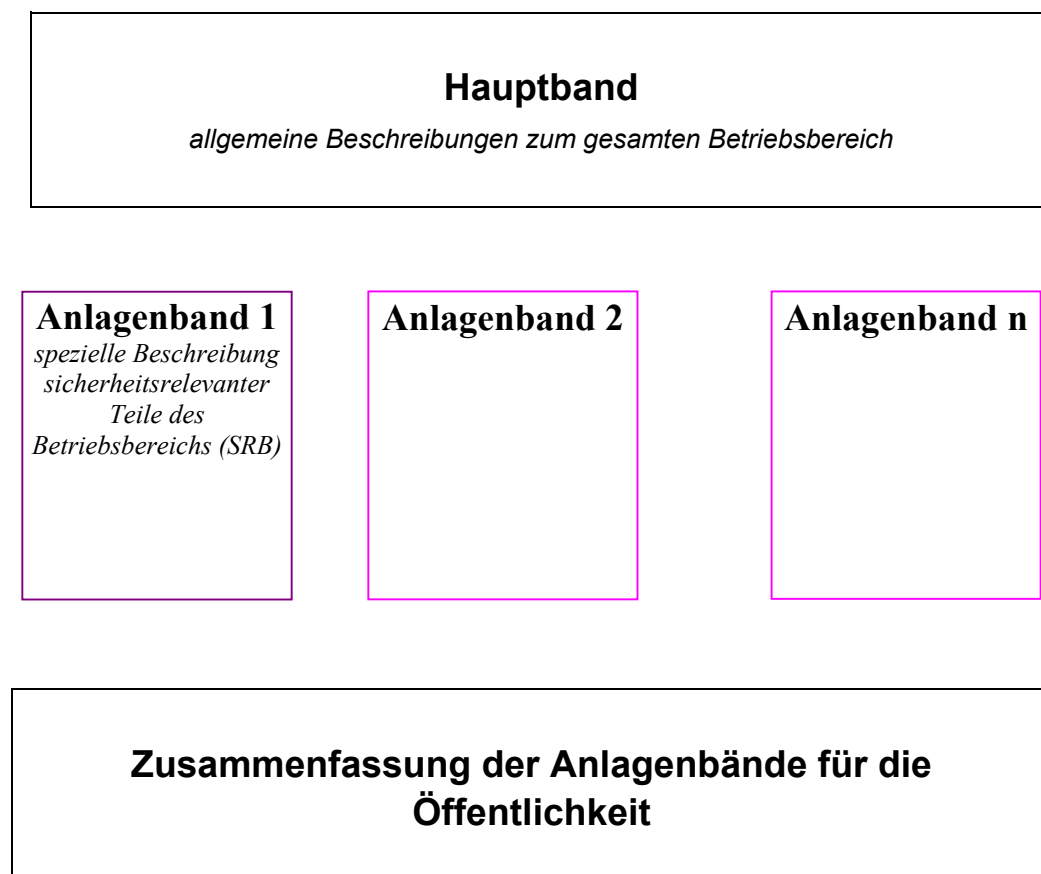 Hauptband
allgemeine Beschreibungen zum gesamten Betriebsbereich
Anlagenband 1
spezielle Beschreibung
sicherheitsrelevanter
Teile des
Betriebsbereichs (SRB)
Anlagenband 2
Anlagenband n
Zusammenfassung der Anlagenbände für die
Öffentlichkeit